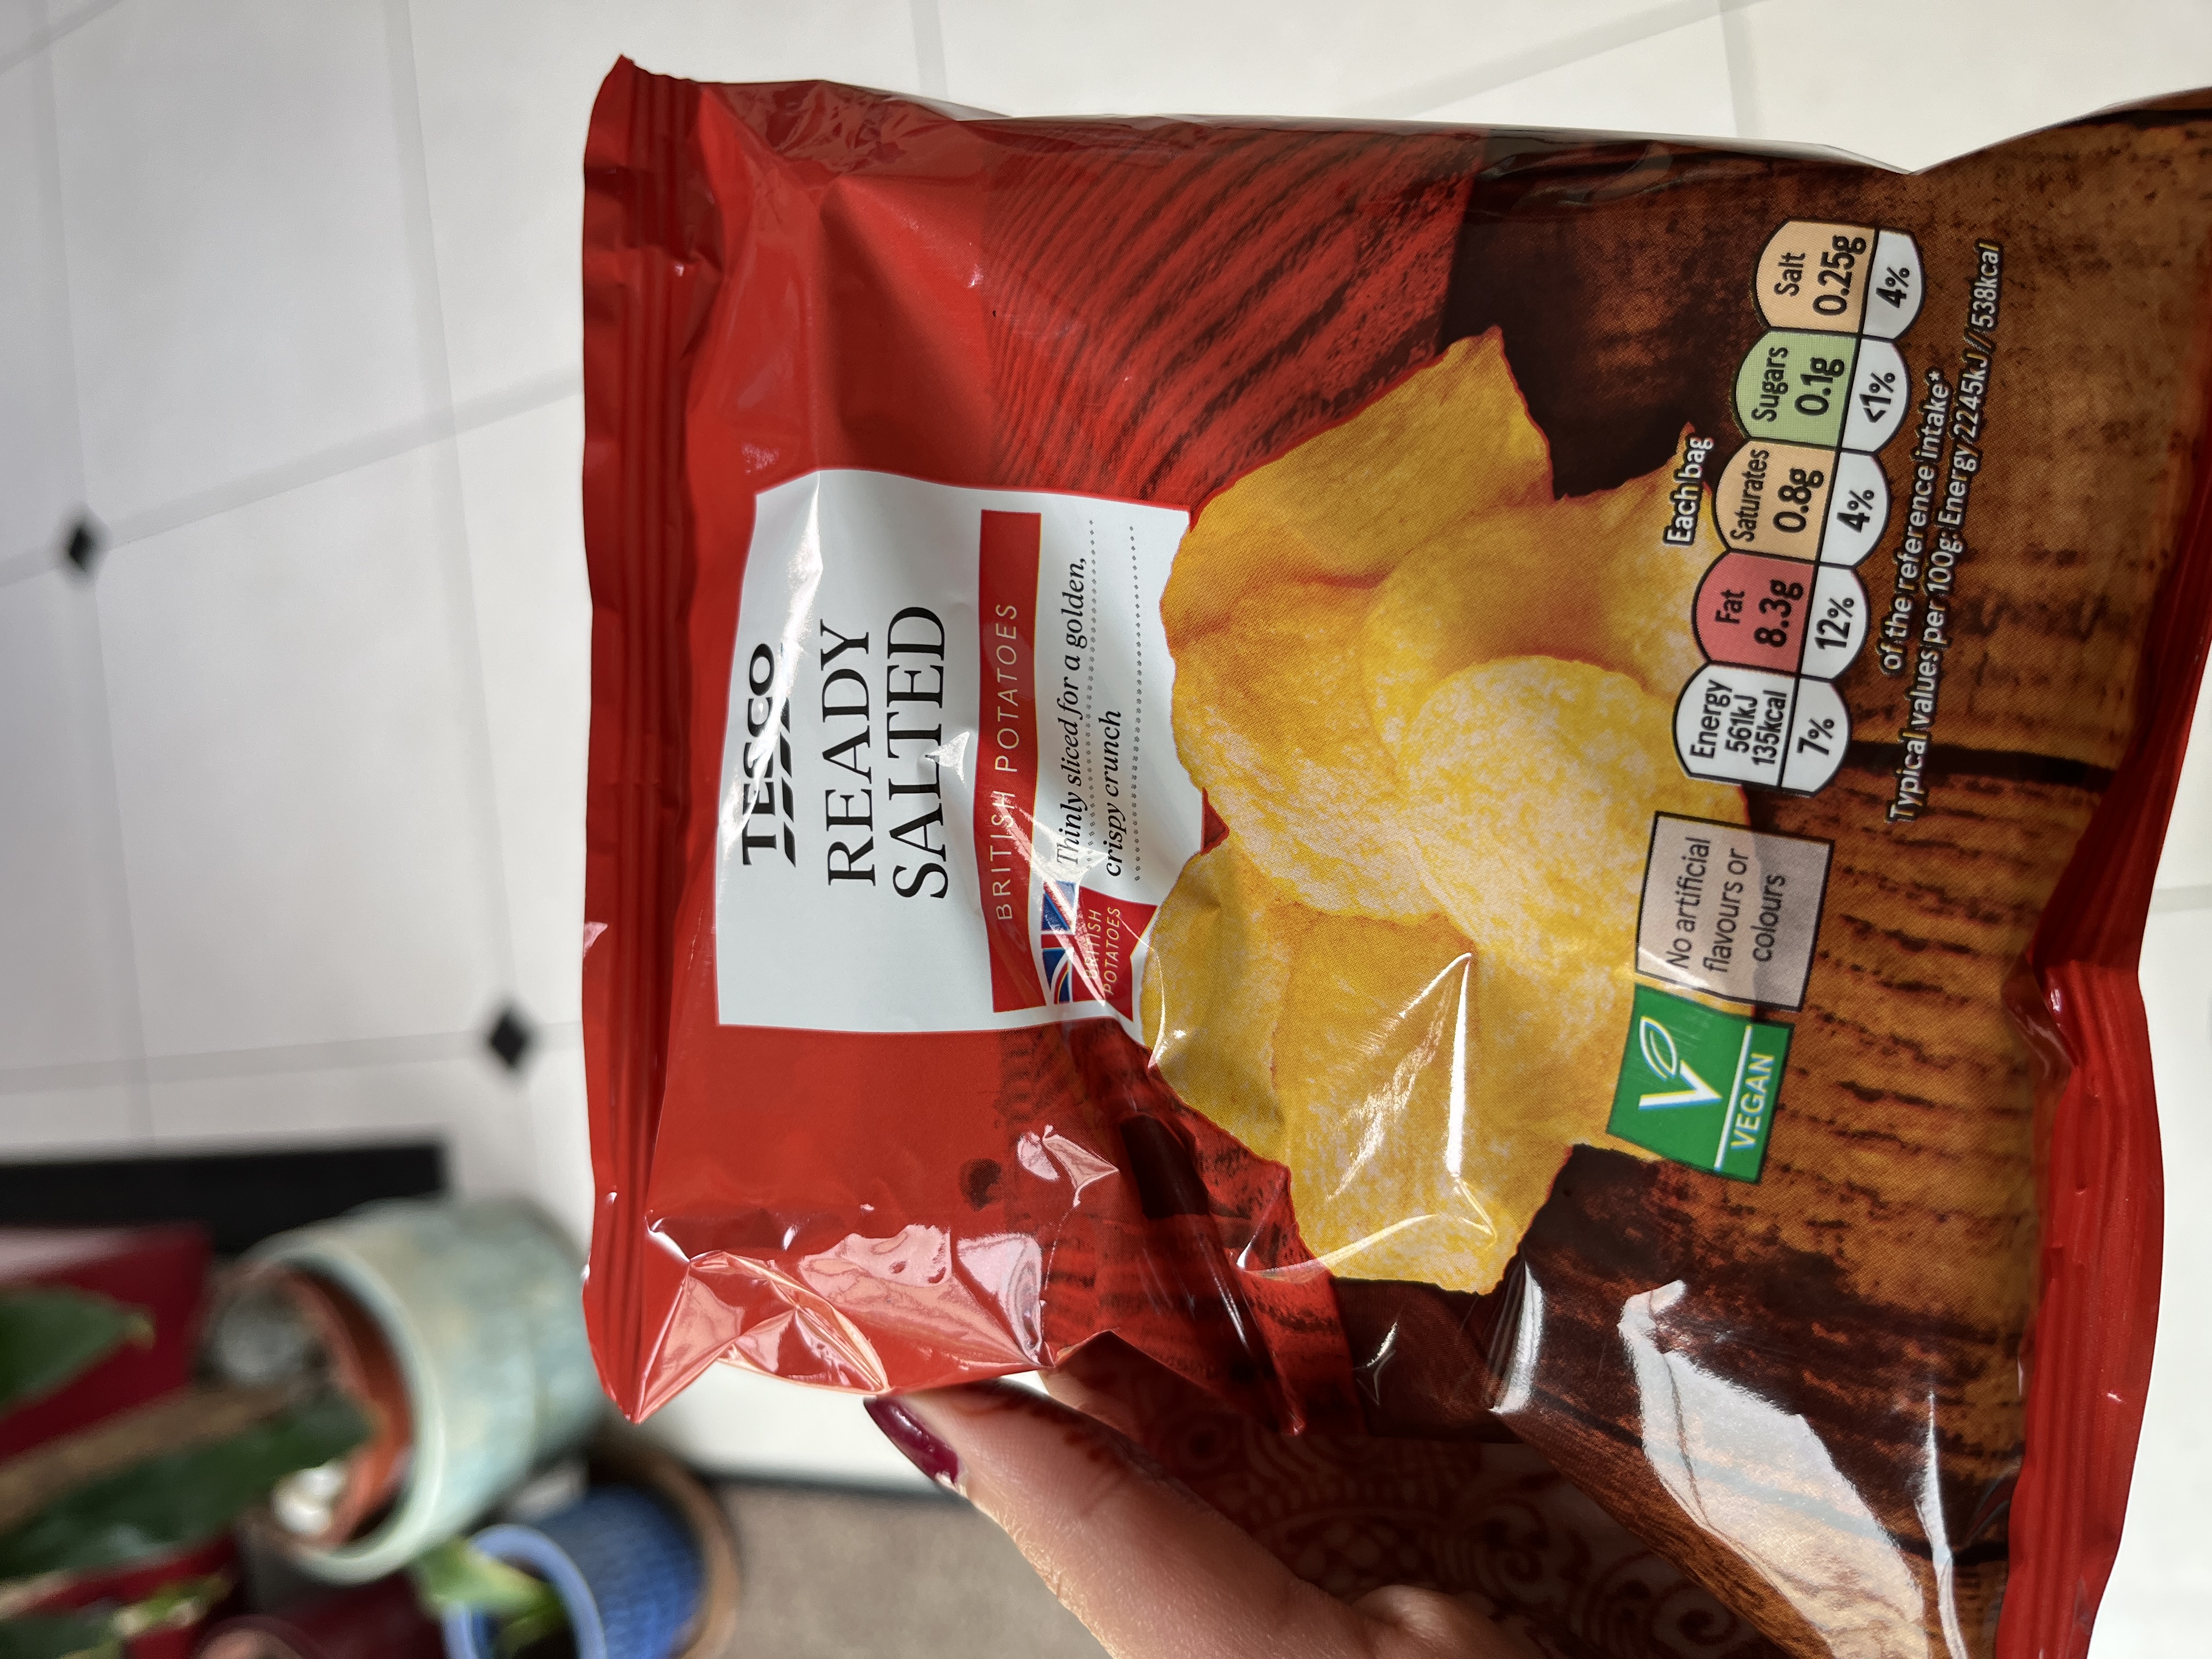 TESCO
READY
SALTED
BRITISH POTATOES
BRITISH
POTATOES
Thinly sliced for a golden,
crispy crunch
V
VEGAN
No artificial
flavours or
colours
Each bag
Energy
561kJ
135kcal
7%
Fat
8.3g
12%
Saturates
0.8g
4%
Sugars
0.1g
<1%
Salt
0.25g
4%
of the reference intake*
Typical values per 100g: Energy 2245kJ / 538kcal